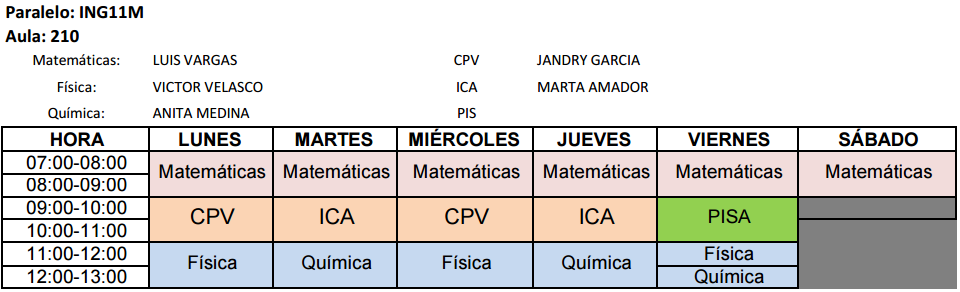 Paralelo: ING11M
Aula: 210
Matemáticas: LUIS VARGAS CPV JANDRY GARCIA
Física: VICTOR VELASCO ICA MARTA AMADOR
Química: ANITA MEDINA PIS
HORA LUNES MARTES MIÉRCOLES JUEVES VIERNES SÁBADO
07:00-08:00
Matemáticas Matemáticas Matemáticas Matemáticas Matemáticas Matemáticas
08:00-09:00
09:00-10:00
CPV ICA CPV ICA PISA
10:00-11:00
11:00-12:00 Física
Física Química Física Química
12:00-13:00 Química